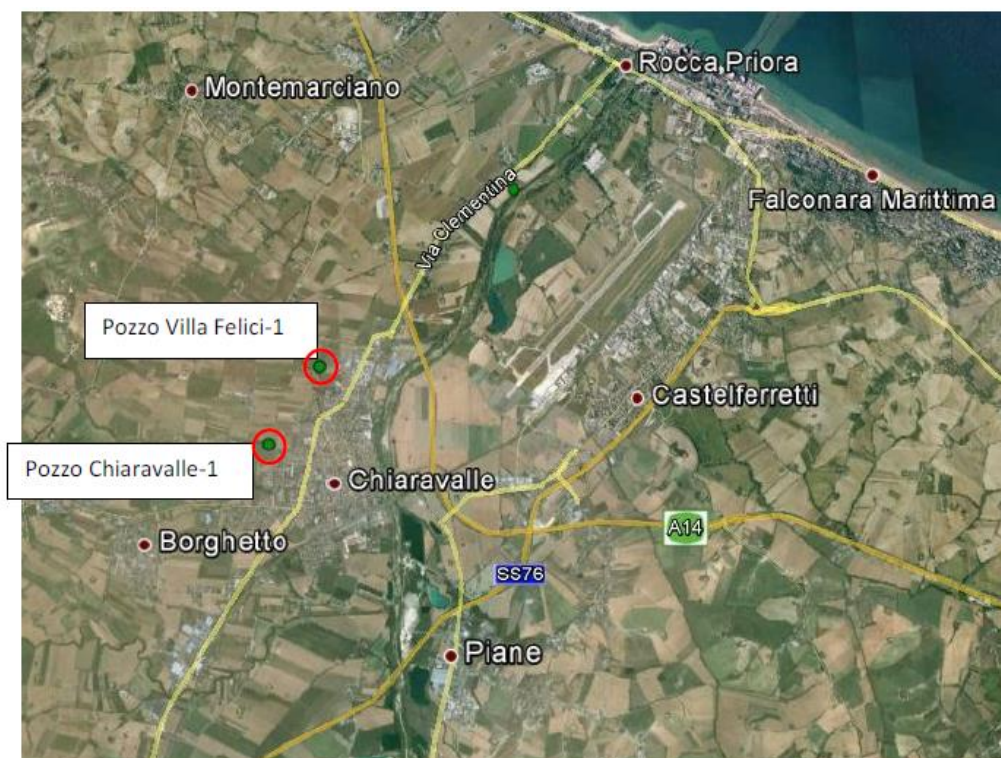 Rocca Priora
Montemarciano
Via Clementina
Falconara Marittima
Pozzo Villa Felici-1
Castelferretti
Pozzo Chiaravalle-1
Chiaravalle
Borghetto
A14
SS76
Piane